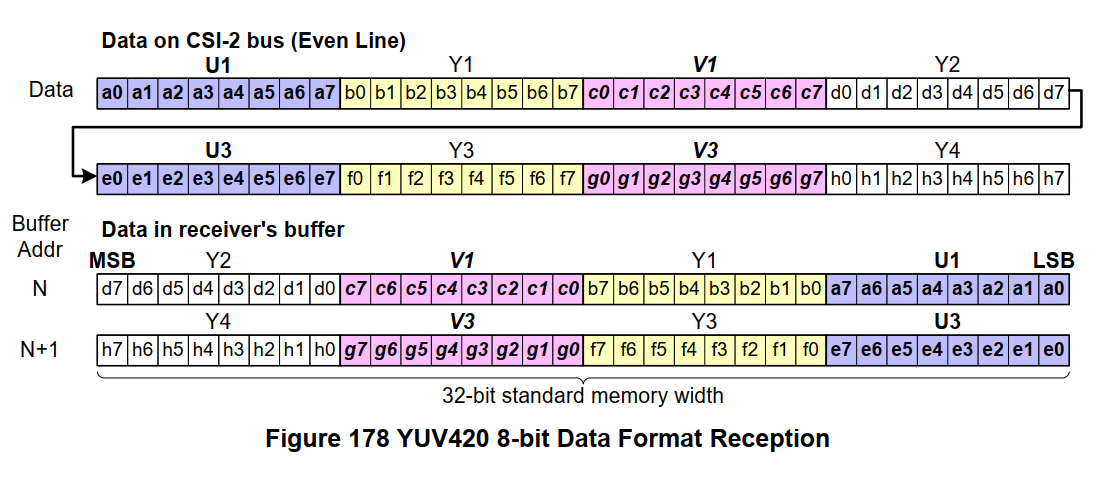 Data on CSI-2 bus (Even Line)
U1 Y1 V1 Y2
Data a0 a1 a2 a3 a4 a5 a6 a7 b0 b1 b2 b3 b4 b5 b6 b7 c0 c1 c2 c3 c4 c5 c6 c7 d0 d1 d2 d3 d4 d5 d6 d7
U3 Y3 V3 Y4
e0 e1 e2 e3 e4 e5 e6 e7 f0 f1 f2 f3 f4 f5 f6 f7 g0 g1 g2 g3 g4 g5 g6 g7 h0 h1 h2 h3 h4 h5 h6 h7
Buffer
Addr
Data in receiver's buffer
MSB Y2 V1 Y1 U1 LSB
N d7 d6 d5 d4 d3 d2 d1 d0 c7 c6 c5 c4 c3 c2 c1 c0 b7 b6 b5 b4 b3 b2 b1 b0 a7 a6 a5 a4 a3 a2 a1 a0
Y4 V3 Y3 U3
N+1 h7 h6 h5 h4 h3 h2 h1 h0 g7 g6 g5 g4 g3 g2 g1 g0 f7 f6 f5 f4 f3 f2 f1 f0 e7 e6 e5 e4 e3 e2 e1 e0
32-bit standard memory width
Figure 178 YUV420 8-bit Data Format Reception